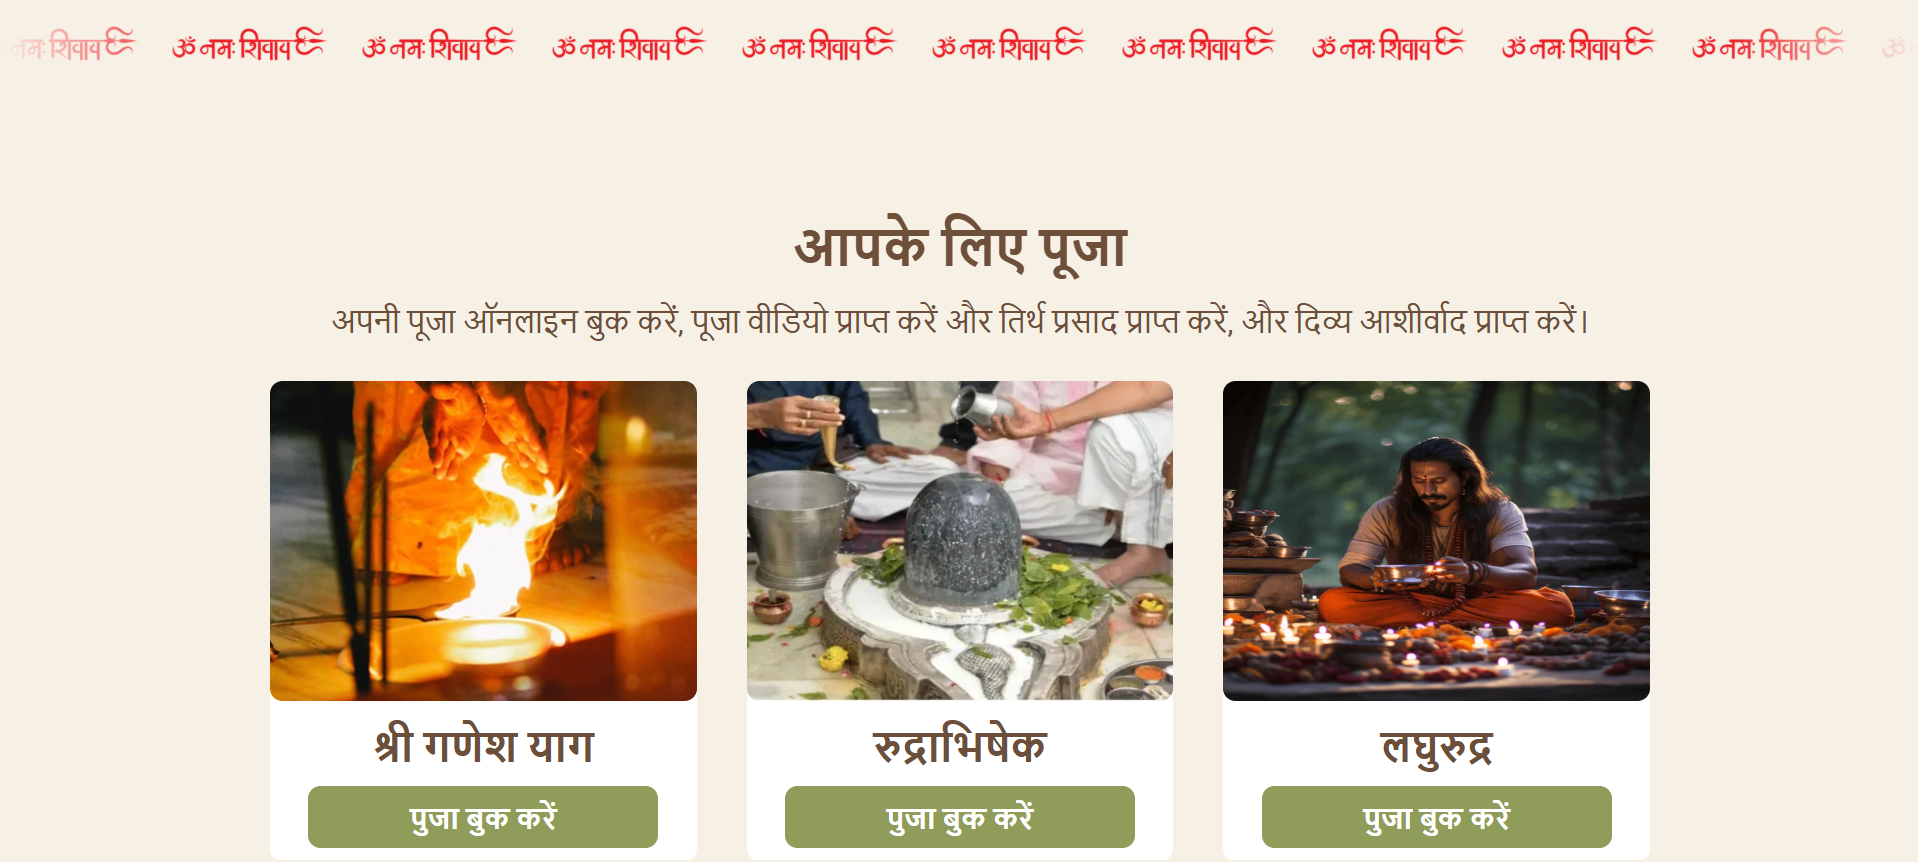 नमः शिवाय ॐ नमः शिवाय ॐ नमः शिवाय ॐ नमः शिवाय ॐ नमः शिवाय ॐ नमः शिवाय ॐ नमः शिवाय ॐ नमः शिवाय ॐ नमः शिवाय ॐ नमः शिवाय ॐ
आपके लिए पूजा
अपनी पूजा ऑनलाइन बुक करें, पूजा वीडियो प्राप्त करें और तिर्थ प्रसाद प्राप्त करें, और दिव्य आशीर्वाद प्राप्त करें।
श्री गणेश याग
पुजा बुक करें
रुद्राभिषेक
पुजा बुक करें
लघुरुद्र
पुजा बुक करें